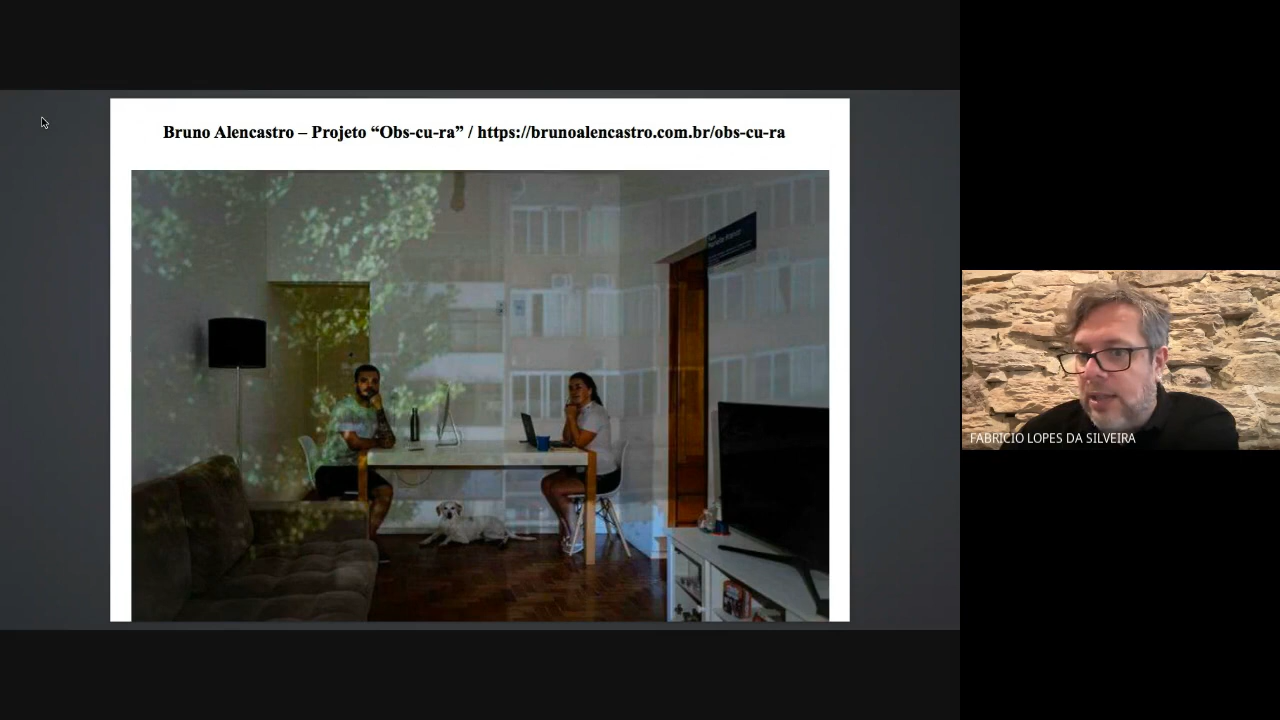 Bruno Alencastro – Projeto “Obs-cu-ra” / https://brunoalencastro.com.br/obs-cu-ra
FABRICIO LOPES DA SILVEIRA